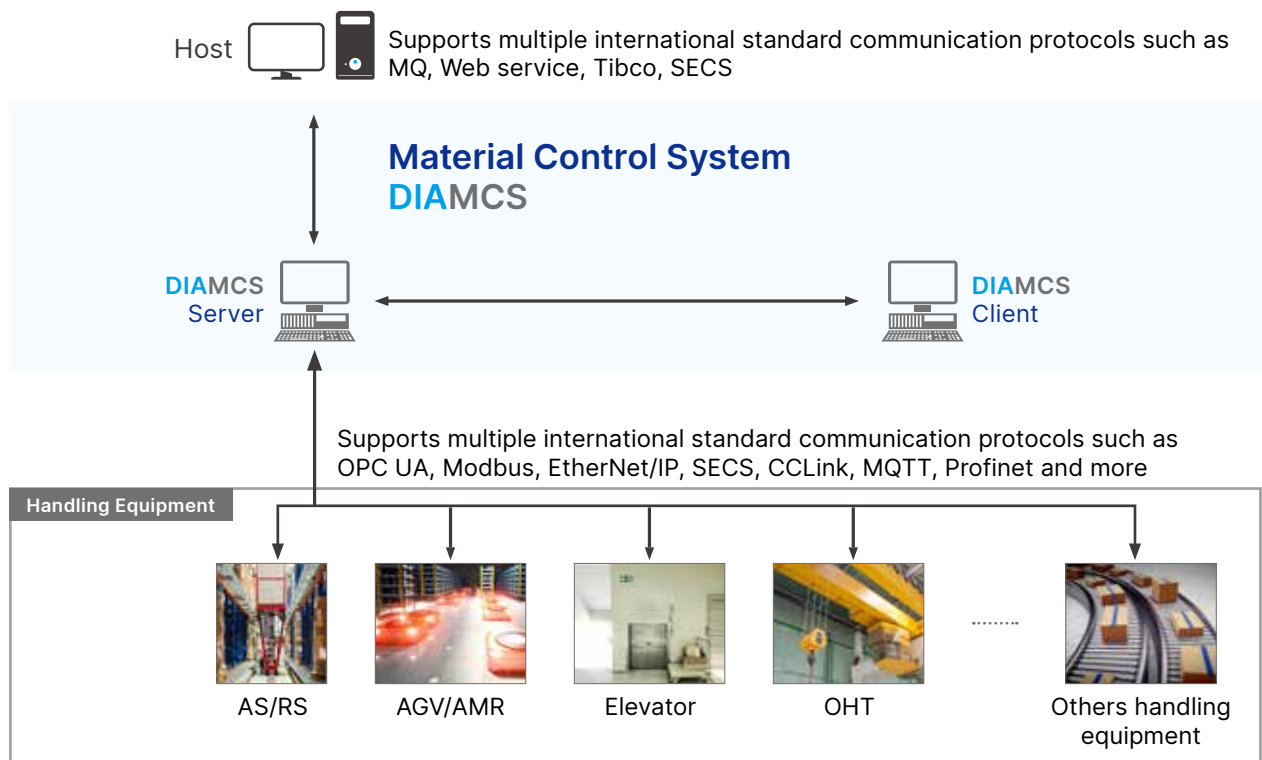 Host
Supports multiple international standard communication protocols such as
MQ, Web service, Tibco, SECS
Material Control System
DIAMCS
DIAMCS
Server
DIAMCS
Client
Supports multiple international standard communication protocols such as
OPC UA, Modbus, EtherNet/IP, SECS, CCLink, MQTT, Profinet and more
Handling Equipment
AS/RS
AGV/AMR
Elevator
OHT
Others handling
equipment